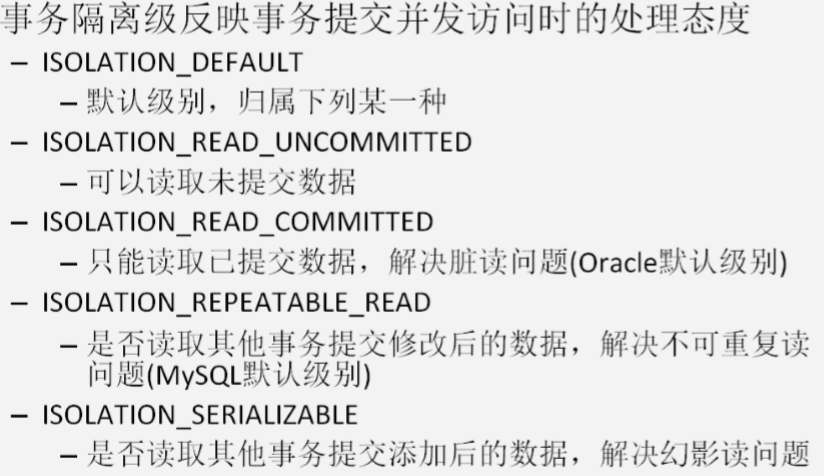 事务隔离级反映事务提交并发访问时的处理态度
– ISOLATION_DEFAULT
– 默认级别，归属下列某一种
– ISOLATION_READ_UNCOMMITTED
– 可以读取未提交数据
– ISOLATION_READ_COMMITTED
– 只能读取已提交数据，解决脏读问题(Oracle默认级别)
– ISOLATION_REPEATABLE_READ
– 是否读取其他事务提交修改后的数据，解决不可重复读
问题(MySQL默认级别)
– ISOLATION_SERIALIZABLE
– 是否读取其他事务提交添加后的数据，解决幻影读问题